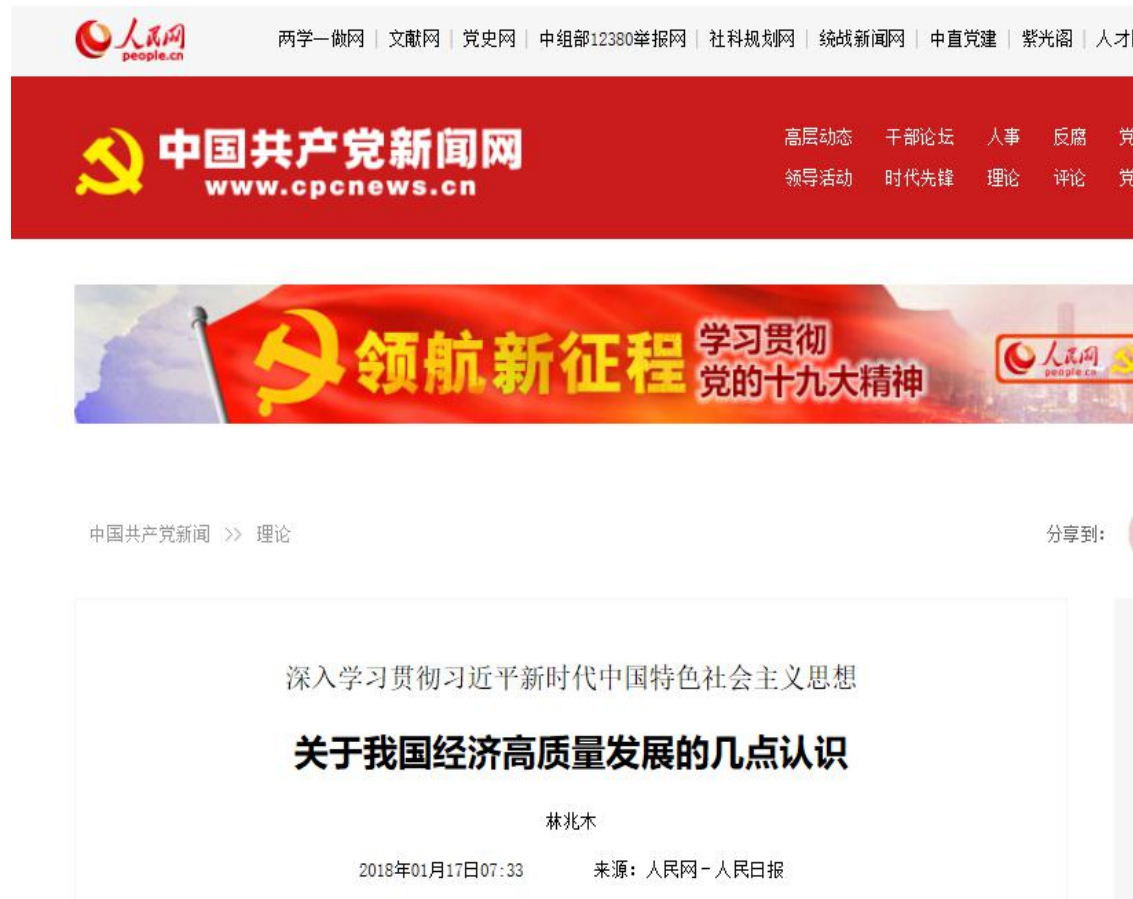 人民网
people.cn
两学一做网 | 文献网 | 党史网 | 中组部12380举报网 | 社科规划网 | 统战新闻网 | 中直党建 | 紫光阁 | 人才
中国共产党新闻网
www.cpcnews.cn
高层动态 干部论坛 人事 反腐 党
领导活动 时代先锋 理论 评论 党
领航新征程
学习贯彻
党的十九大精神
人民网
people.cn
中国共产党新闻 >> 理论
分享到:
深入学习贯彻习近平新时代中国特色社会主义思想
关于我国经济高质量发展的几点认识
林兆木
2018年01月17日07:33 来源：人民网－人民日报